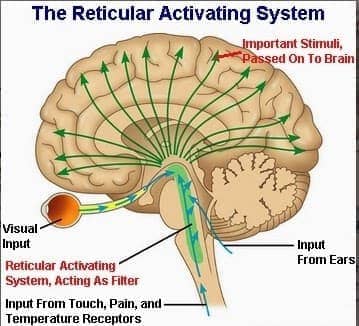 The Reticular Activating System
Important Stimuli,
Passed On To Brain
Visual
Input
Input
From Ears
Reticular Activating
System, Acting As Filter
Input From Touch, Pain, and
Temperature Receptors